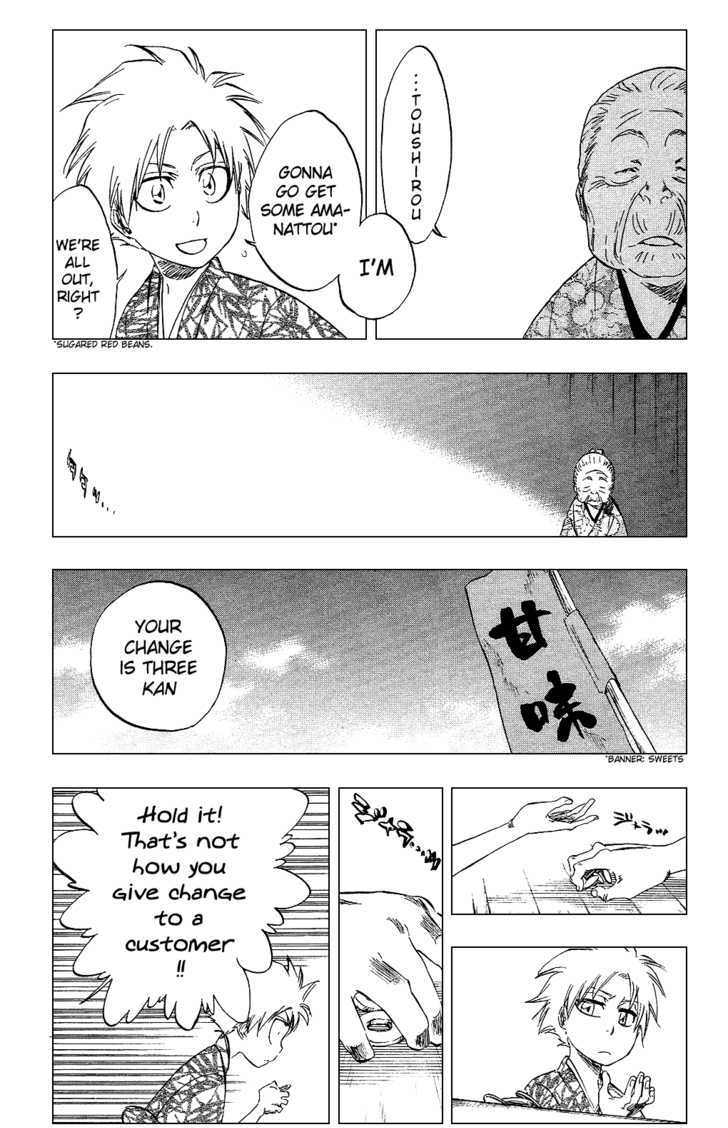 ...TOUSHIROU
I'M
GONNA
GO GET
SOME AMA-
NATTOU*
WE'RE
ALL
OUT,
RIGHT
?
*SUGARED RED BEANS.
YOUR
CHANGE
IS THREE
KAN
甘味
*BANNER: SWEETS
Hold it!
That's not
how you
give change
to a
customer
!!